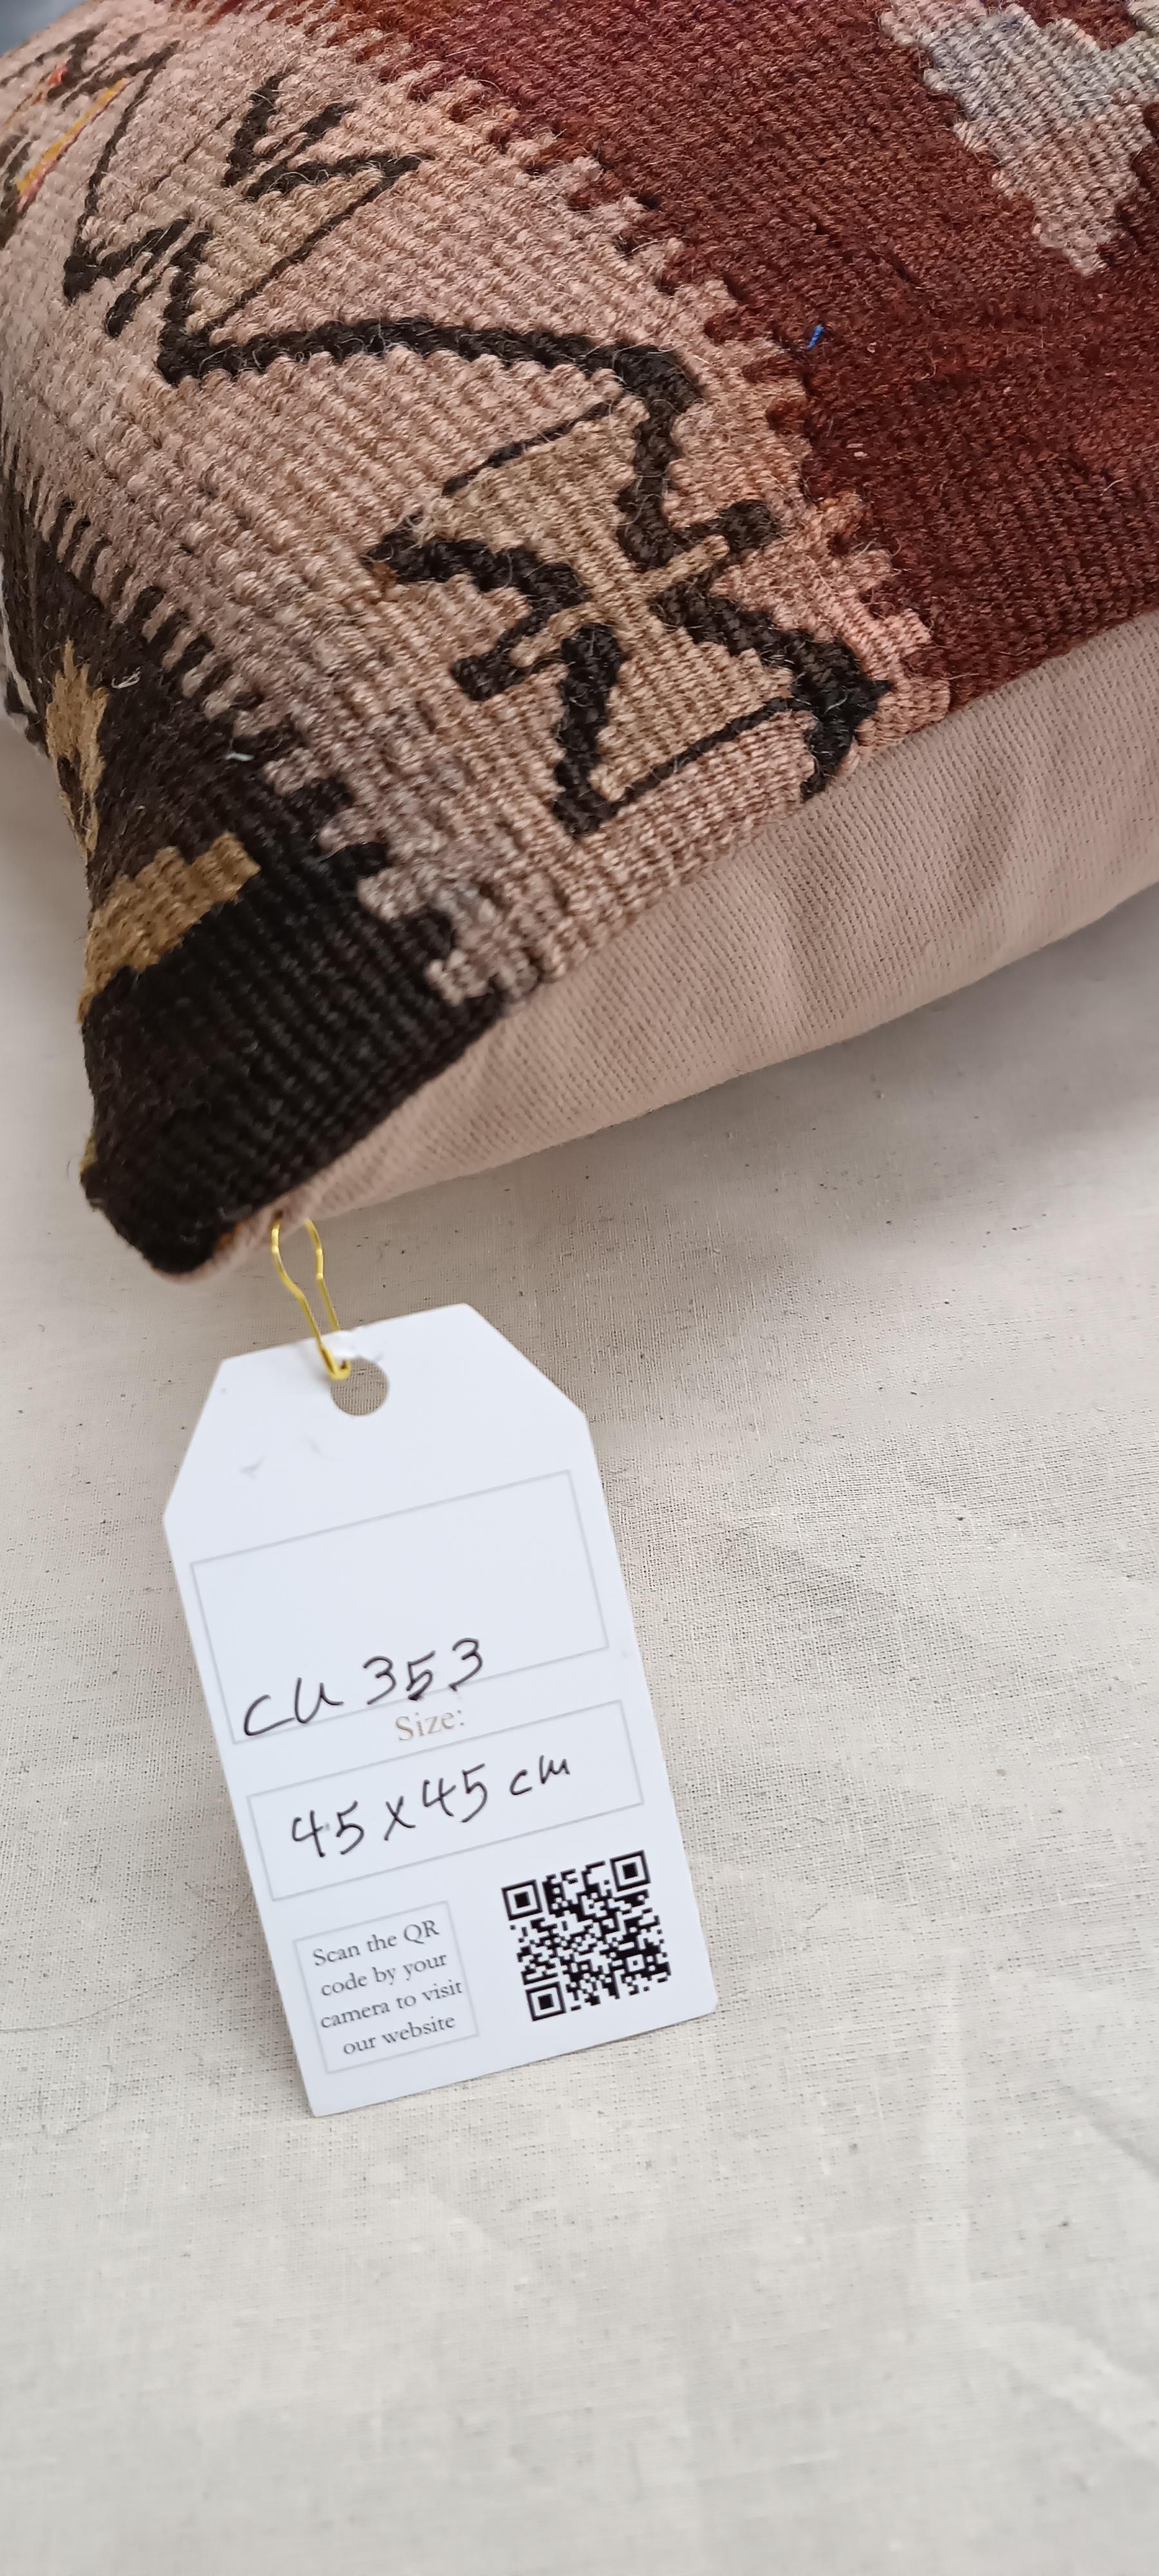 CU 353
Size:
45 x 45 cm
Scan the QR
code by your
camera to visit
our website